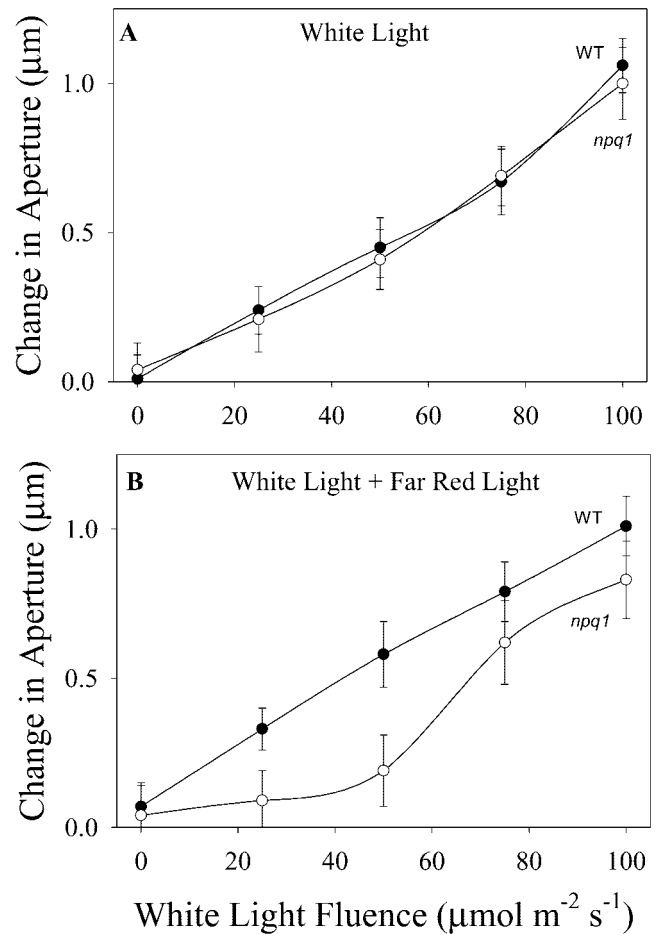 A White Light
WT
npq1
Change in Aperture (μm)
1.0
0.5
0.0
0 20 40 60 80 100
B White Light + Far Red Light
WT
npq1
Change in Aperture (μm)
1.0
0.5
0.0
0 20 40 60 80 100
White Light Fluence (μmol m⁻² s⁻¹)